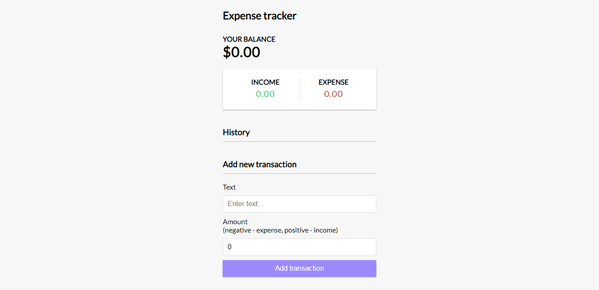 Expense tracker
YOUR BALANCE
$0.00
INCOME EXPENSE
0.00 0.00
History
Add new transaction
Text
Enter text...
Amount
(negative - expense, positive - income)
0
Add transaction